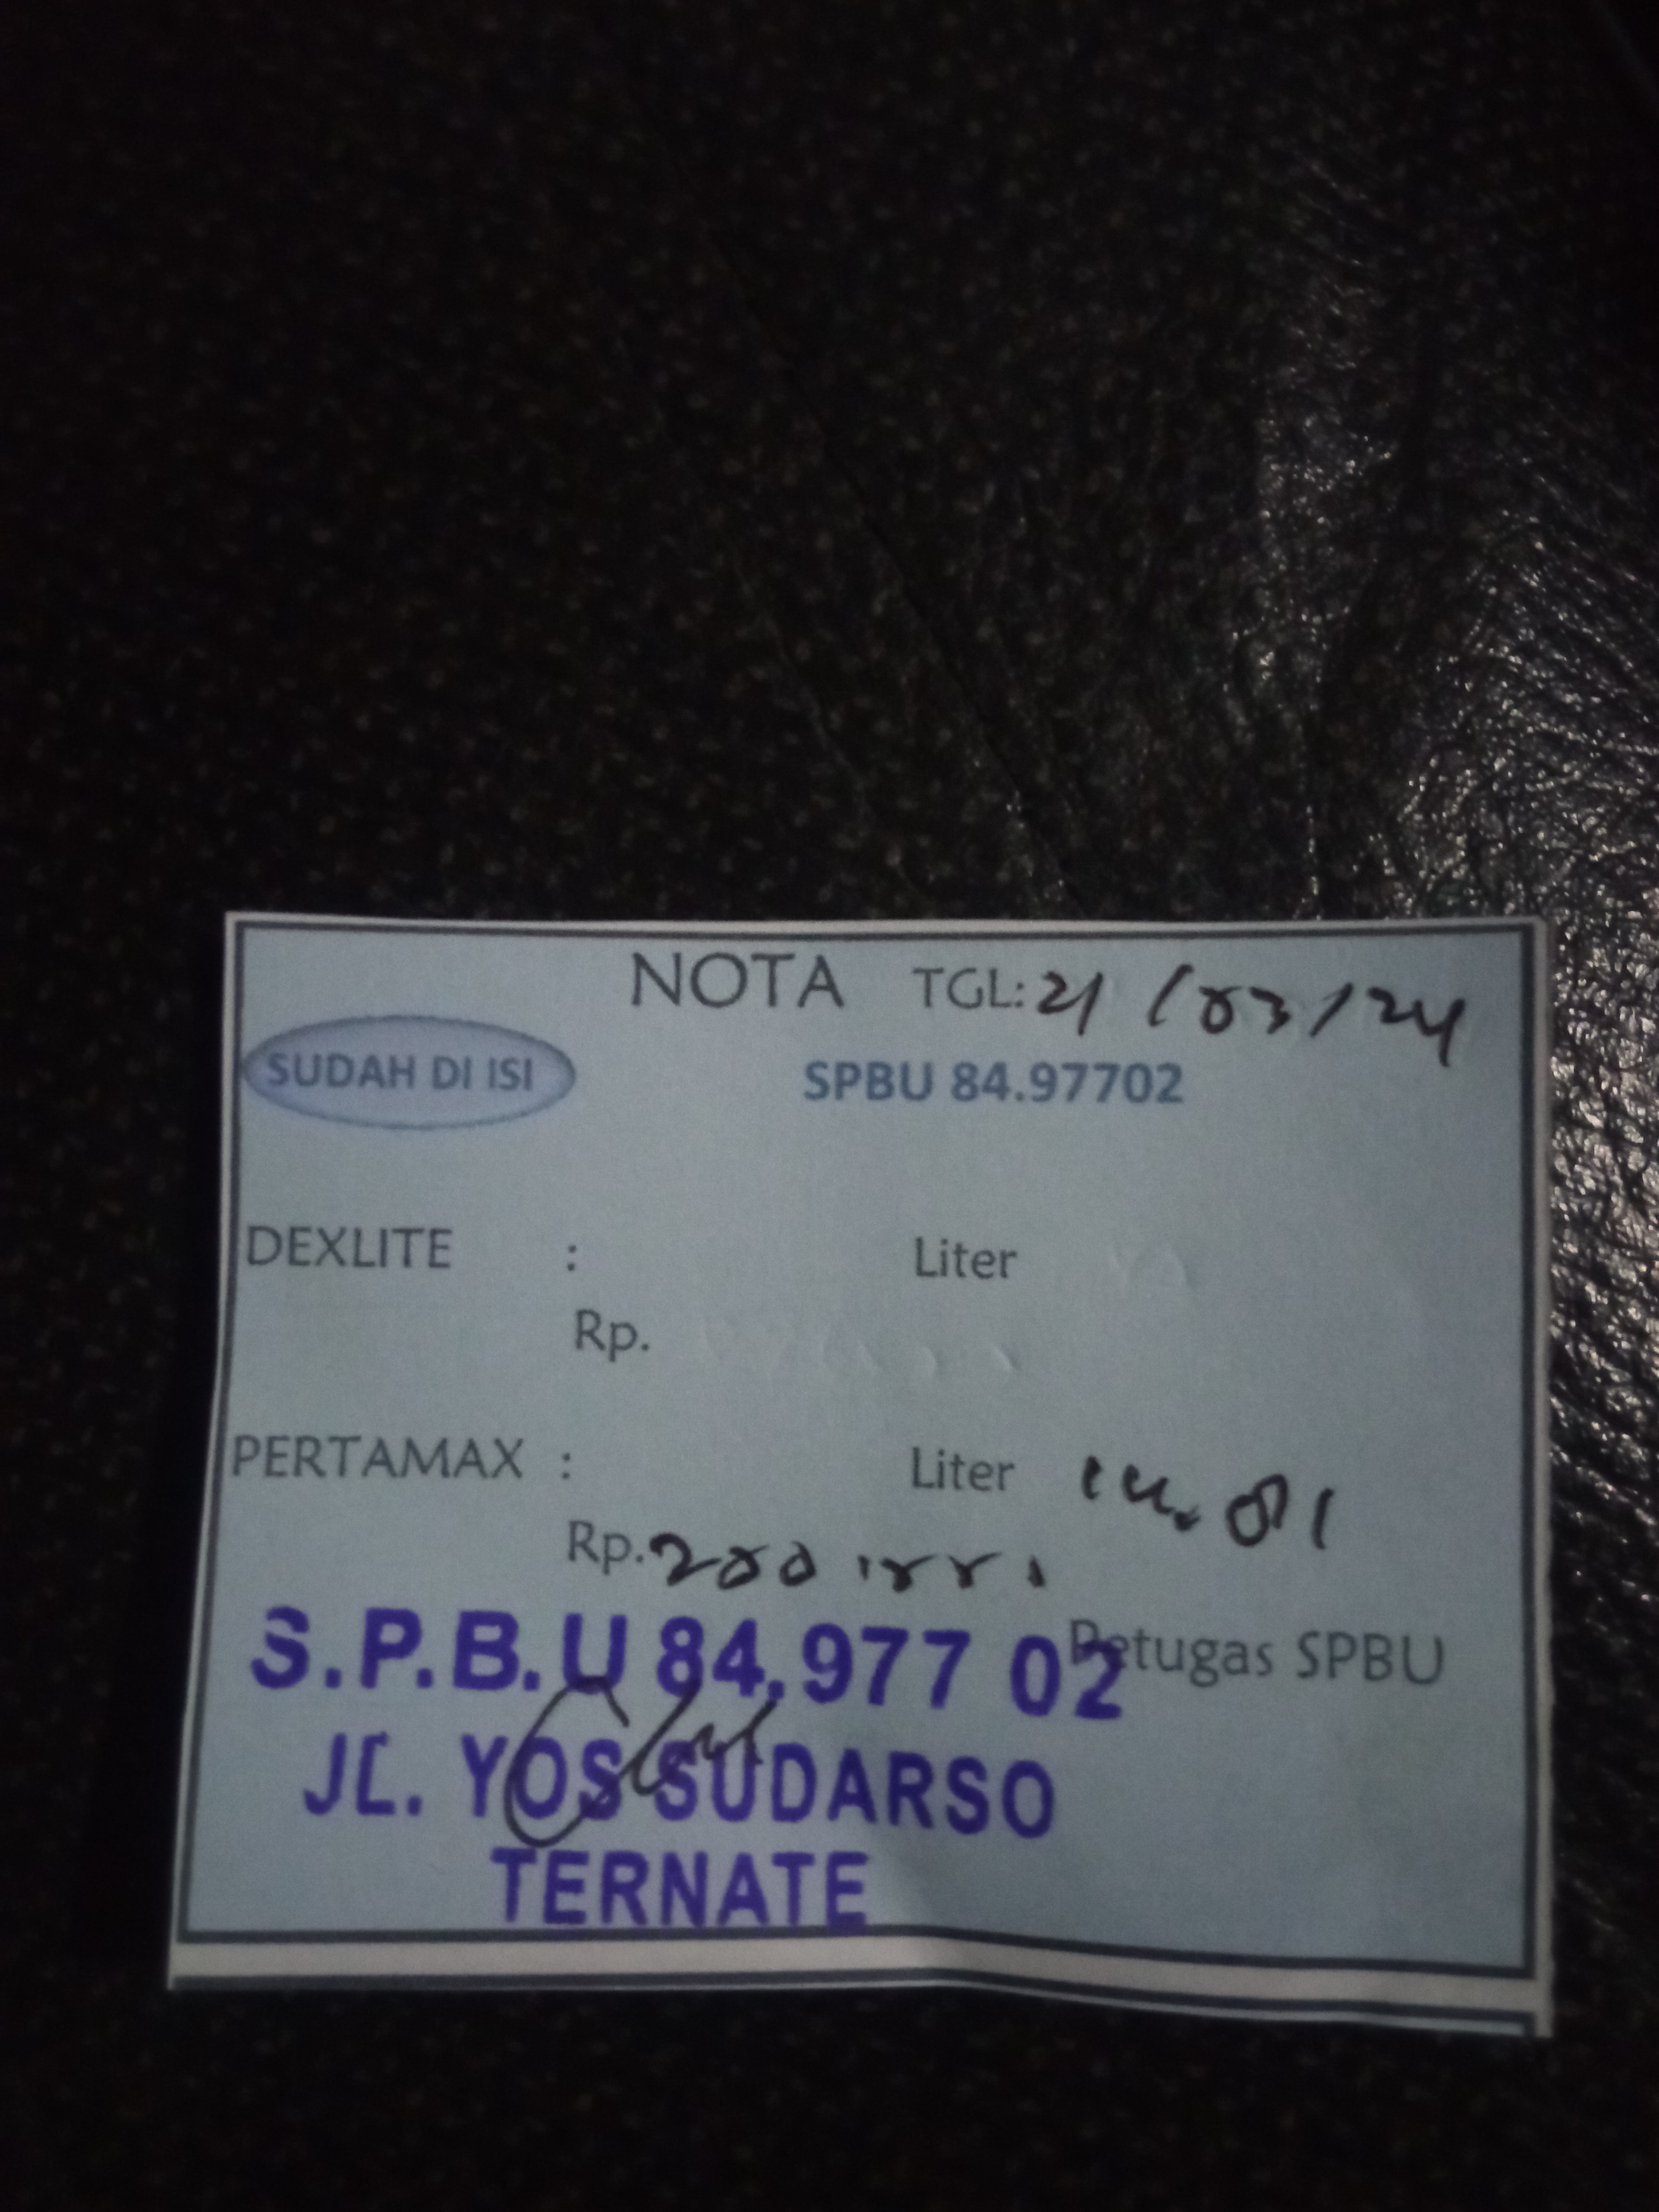 NOTA TGL: 21/03/24
SUDAH DI ISI
SPBU 84.97702
DEXLITE : Liter
Rp.
PERTAMAX : Liter 14.81
Rp. 200.000
Petugas SPBU
S.P.B.U 84.977 02
JL. YOS SUDARSO
TERNATE